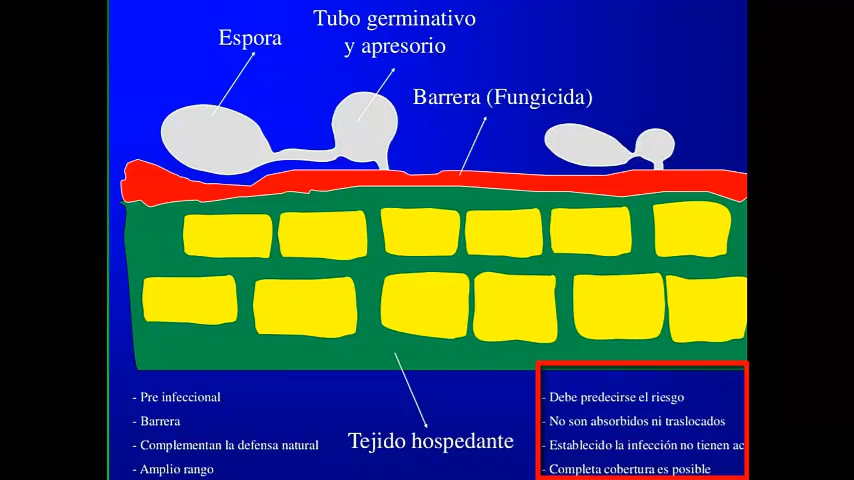 Espora
Tubo germinativo
y apresorio
Barrera (Fungicida)
Tejido hospedante
- Pre infeccional
- Barrera
- Complementan la defensa natural
- Amplio rango
- Debe predecirse el riesgo
- No son absorbidos ni traslocados
- Establecido la infección no tienen ac
- Completa cobertura es posible